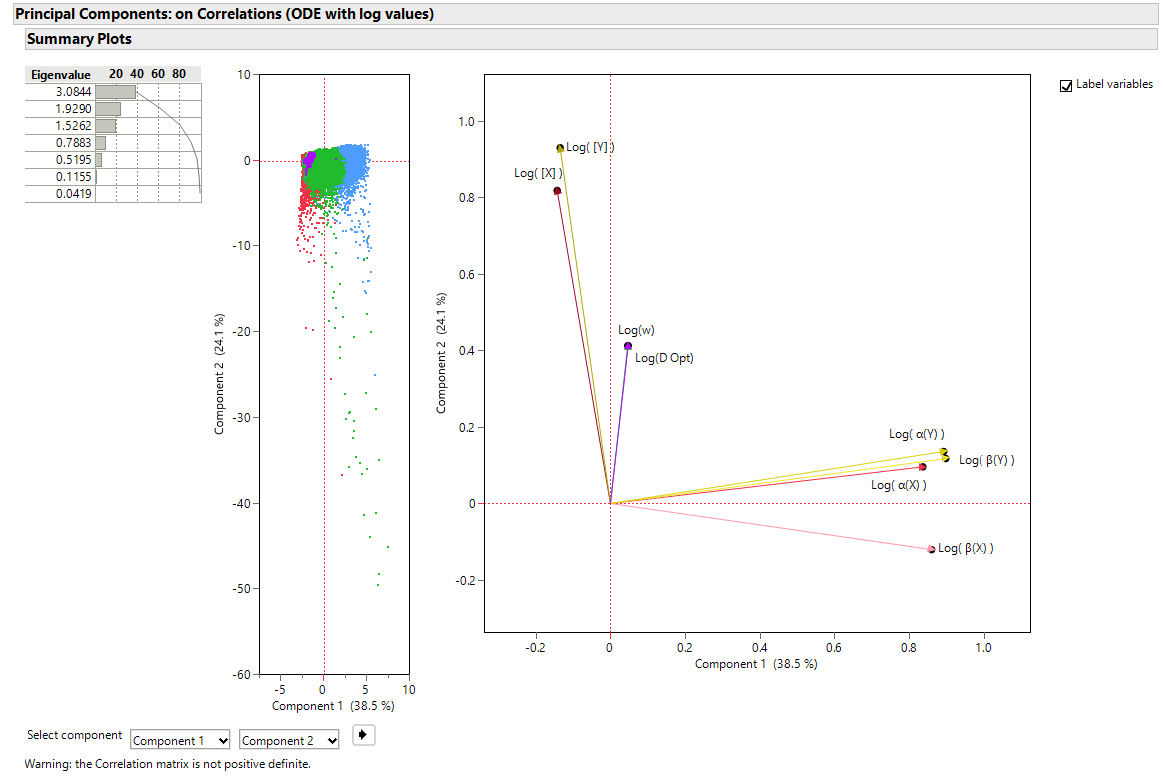 Principal Components: on Correlations (ODE with log values)
Summary Plots
Eigenvalue 20 40 60 80
3.0844
1.9290
1.5262
0.7883
0.5195
0.1155
0.0419
10
0
-10
-20
-30
-40
-50
-60
Component 2 (24.1 %)
-5 0 5 10
Component 1 (38.5 %)
1.0
0.8
0.6
0.4
0.2
0
-0.2
Component 2 (24.1 %)
Log( [Y] )
Log( [X] )
Log(w)
Log(D Opt)
Log( α(Y) )
Log( β(Y) )
Log( α(X) )
Log( β(X) )
-0.2 0 0.2 0.4 0.6 0.8 1.0
Component 1 (38.5 %)
Label variables
Select component Component 1 Component 2
Warning: the Correlation matrix is not positive definite.